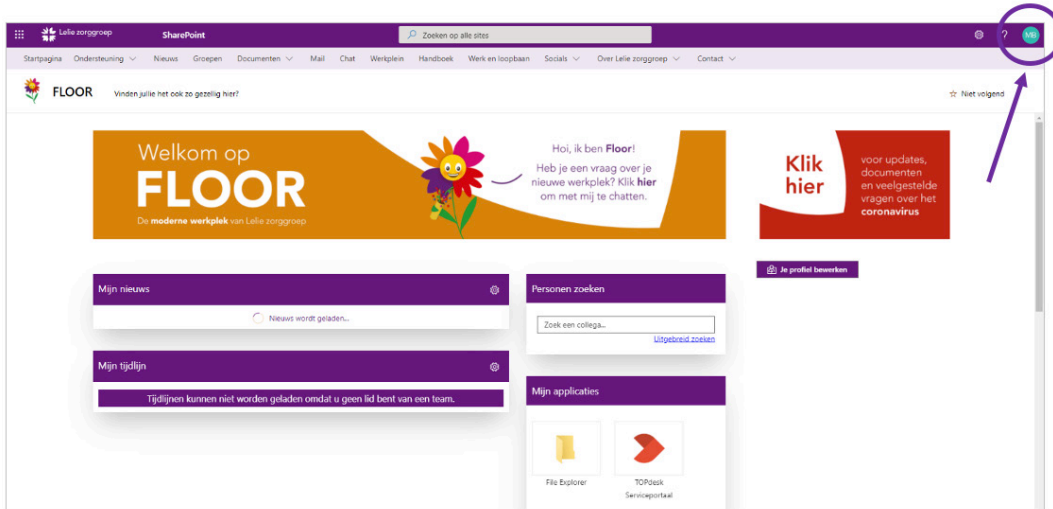 Lelie zorggroep SharePoint Zoeken op alle sites ? MB
Startpagina Ondersteuning Nieuws Groepen Documenten Mail Chat Werkplein Handboek Werk en loopbaan Socials Over Lelie zorggroep Contact
FLOOR Vinden jullie het ook zo gezellig hier? Niet volgend
Welkom op
FLOOR
De moderne werkplek van Lelie zorggroep
Hoi, ik ben Floor!
Heb je een vraag over je
nieuwe werkplek? Klik hier
om met mij te chatten.
Klik
hier
voor updates,
documenten
en veelgestelde
vragen over het
coronavirus
Je profiel bewerken
Mijn nieuws
Nieuws wordt geladen...
Mijn tijdlijn
Tijdlijnen kunnen niet worden geladen omdat u geen lid bent van een team.
Personen zoeken
Zoek een collega...
Uitgebreid zoeken
Mijn applicaties
File Explorer
TOPdesk
Serviceportaal